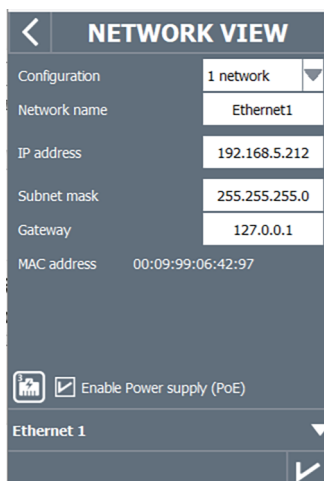 NETWORK VIEW
Configuration 1 network
Network name Ethernet1
IP address 192.168.5.212
Subnet mask 255.255.255.0
Gateway 127.0.0.1
MAC address 00:09:99:06:42:97
3
Enable Power supply (PoE)
Ethernet 1